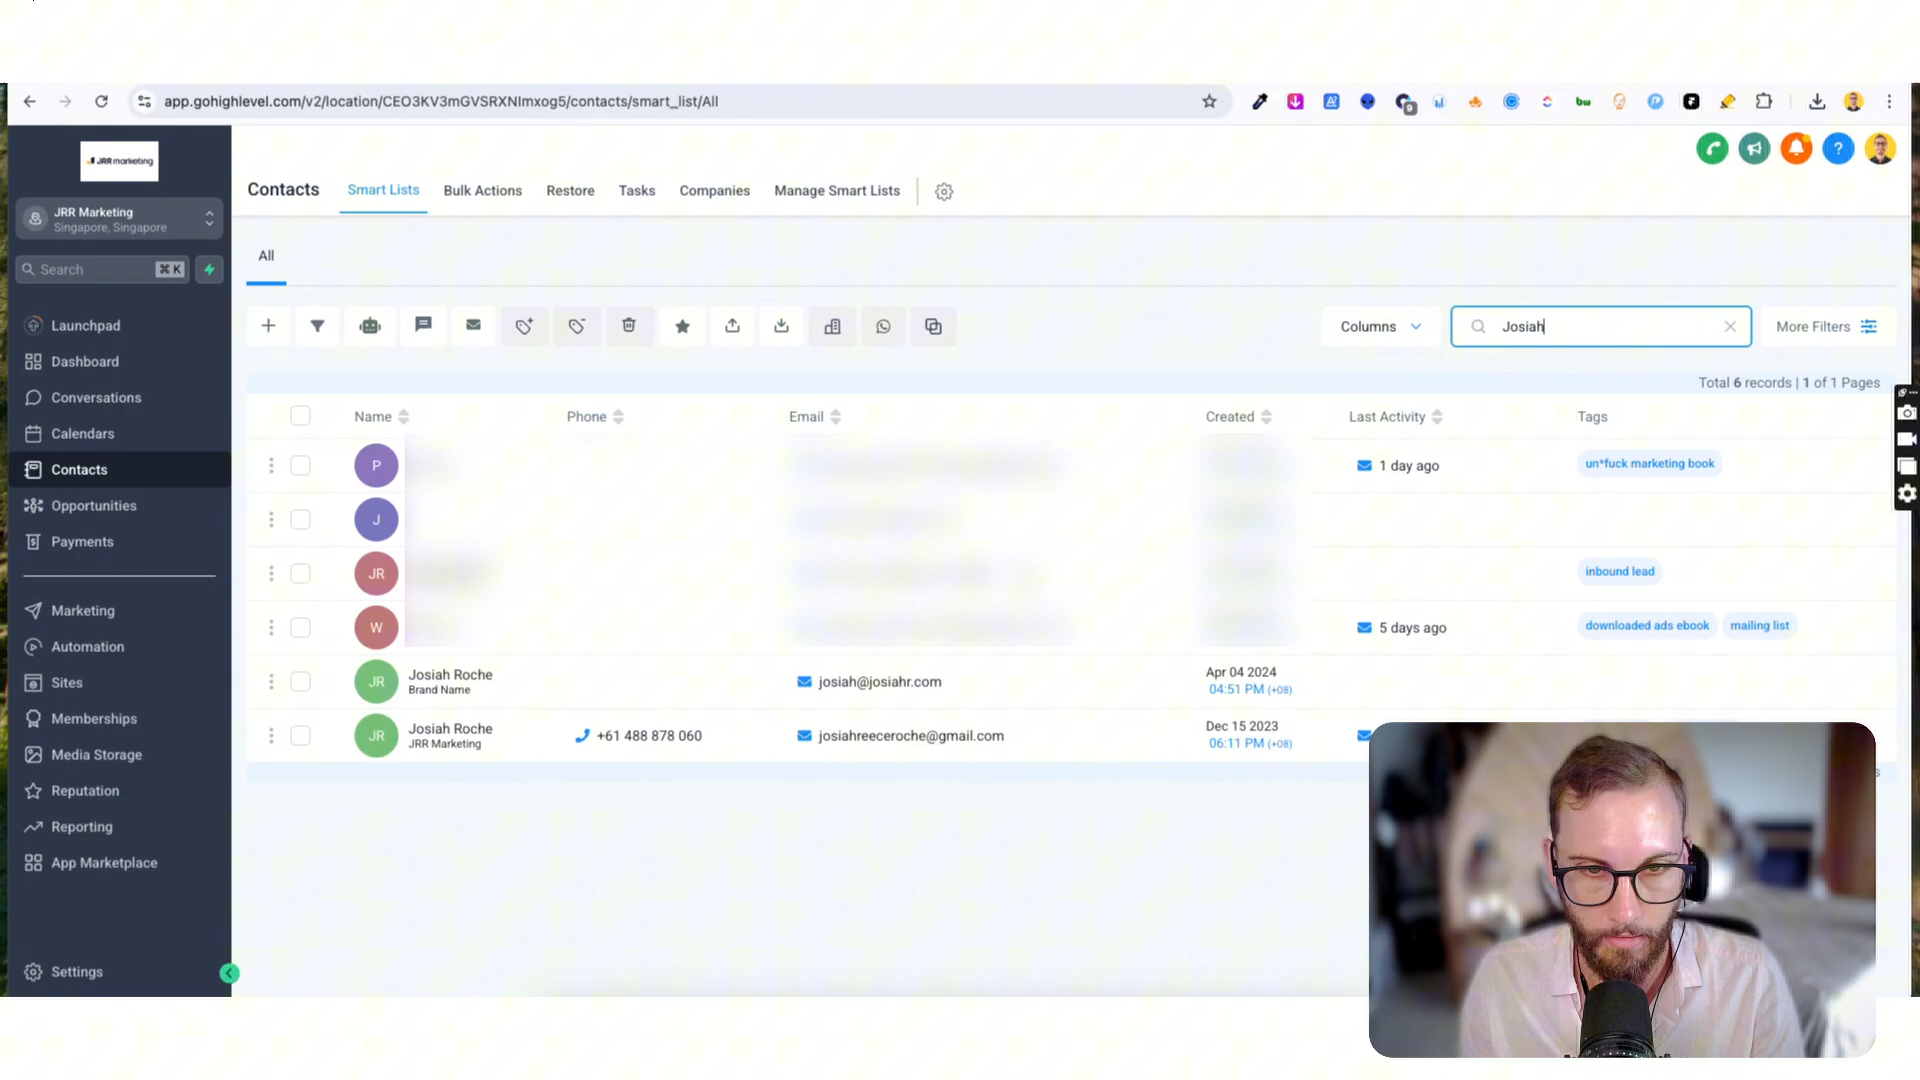 app.gohighlevel.com/v2/location/CEO3KV3mGVSRXNImxog5/contacts/smart_list/All
9
bw
JRR marketing
JRR Marketing
Singapore, Singapore
Search
⌘ K
Launchpad
Dashboard
Conversations
Calendars
Contacts
Opportunities
Payments
Marketing
Automation
Sites
Memberships
Media Storage
Reputation
Reporting
App Marketplace
Settings
Contacts Smart Lists Bulk Actions Restore Tasks Companies Manage Smart Lists
All
Columns Josiah More Filters
Total 6 records | 1 of 1 Pages
Name Phone Email Created Last Activity Tags
P 1 day ago un*fuck marketing book
J
JR inbound lead
W 5 days ago downloaded ads ebook mailing list
JR Josiah Roche josiah@josiahr.com Apr 04 2024
Brand Name 04:51 PM (+08)
JR Josiah Roche +61 488 878 060 josiahreeceroche@gmail.com Dec 15 2023
JRR Marketing 06:11 PM (+08)